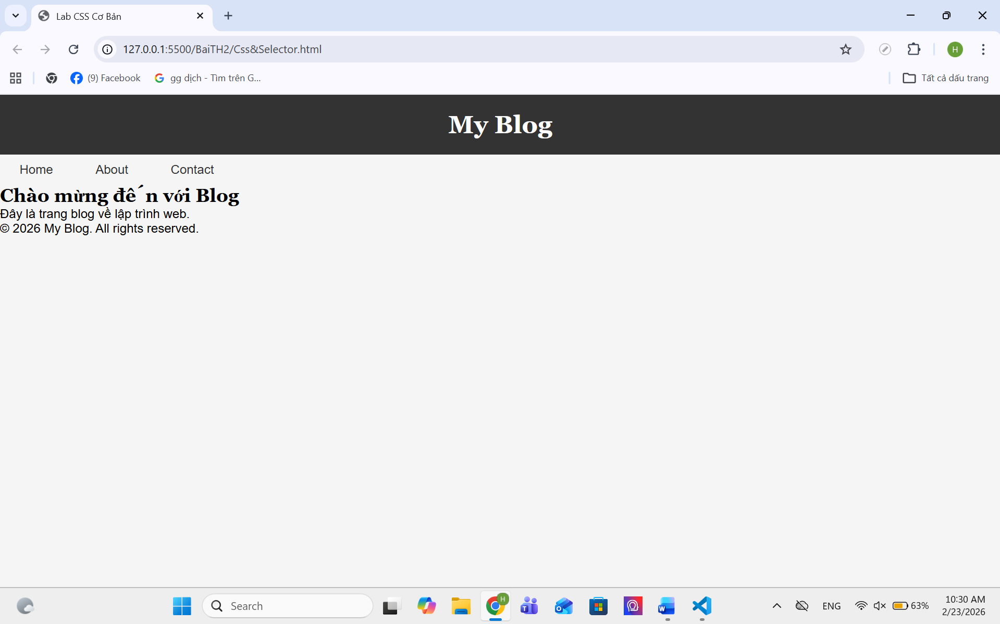 Lab CSS Cơ Bản
127.0.0.1:5500/BaiTH2/Css&Selector.html
H
(9) Facebook
gg dịch - Tìm trên G...
Tất cả dấu trang
My Blog
Home About Contact
Chào mừng đến với Blog
Đây là trang blog về lập trình web.
© 2026 My Blog. All rights reserved.
Search
H
ENG
63%
10:30 AM
2/23/2026